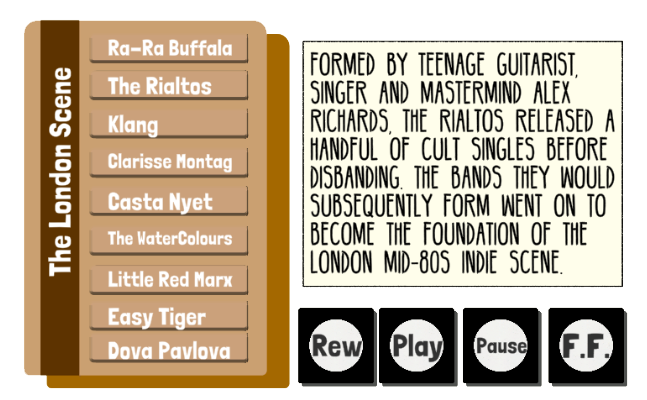 The London Scene
Ra-Ra Buffala
The Rialtos
Klang
Clarisse Montag
Casta Nyet
The WaterColours
Little Red Marx
Easy Tiger
Dova Pavlova
FORMED BY TEENAGE GUITARIST,
SINGER AND MASTERMIND ALEX
RICHARDS, THE RIALTOS RELEASED A
HANDFUL OF CULT SINGLES BEFORE
DISBANDING. THE BANDS THEY WOULD
SUBSEQUENTLY FORM WENT ON TO
BECOME THE FOUNDATION OF THE
LONDON MID-80S INDIE SCENE.
Rew Play Pause F.F.